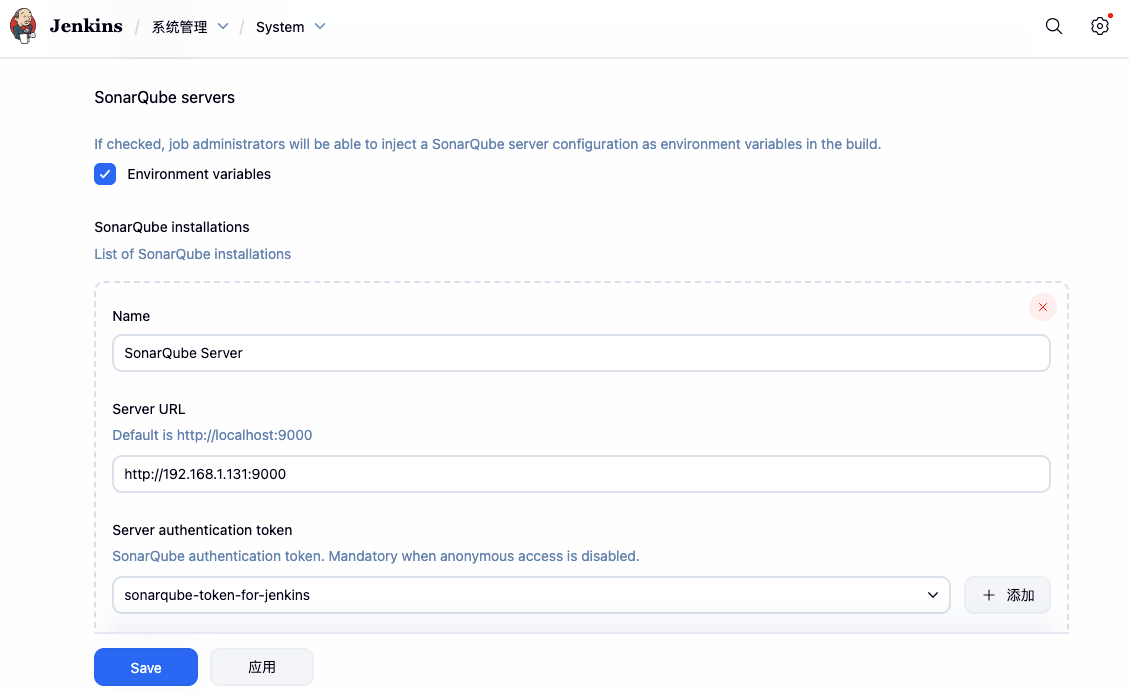 Jenkins / 系统管理 / System
SonarQube servers
If checked, job administrators will be able to inject a SonarQube server configuration as environment variables in the build.
Environment variables
SonarQube installations
List of SonarQube installations
Name
SonarQube Server
Server URL
Default is http://localhost:9000
http://192.168.1.131:9000
Server authentication token
SonarQube authentication token. Mandatory when anonymous access is disabled.
sonarqube-token-for-jenkins
添加
Save
应用